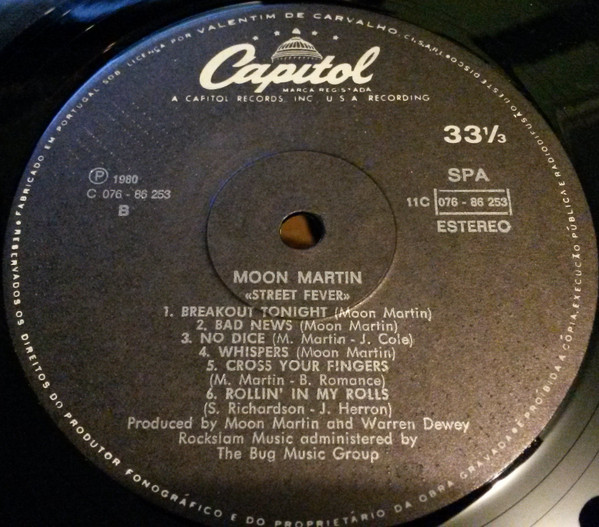 FABRICADO EM PORTUGAL SOB LICENÇA POR VALENTIM DE CARVALHO,
Capitol
MARCA REGISTADA
A CAPITOL RECORDS, INC. U S A RECORDING
33 1/3
Ⓟ 1980
C 076 - 86 253
B
SPA
11C 076 - 86 253
ESTEREO
MOON MARTIN
«STREET FEVER»
1. BREAKOUT TONIGHT (Moon Martin)
2. BAD NEWS (Moon Martin)
3. NO DICE (M. Martin - J. Cole)
4. WHISPERS (Moon Martin)
5. CROSS YOUR FINGERS
(M. Martin - B. Romance)
6. ROLLIN' IN MY ROLLS
(S. Richardson - J. Herron)
Produced by Moon Martin and Warren Dewey
Rockslam Music administered by
The Bug Music Group
RESERVADOS OS DIREITOS DO PRODUTOR FONOGRÁFICO E DO PROPRIETÁRIO DA OBRA GRAVADA • PROIBIDA A CÓPIA, EXECUÇÃO PÚBLICA E RADIODIFUSÃO DESTE DISCO